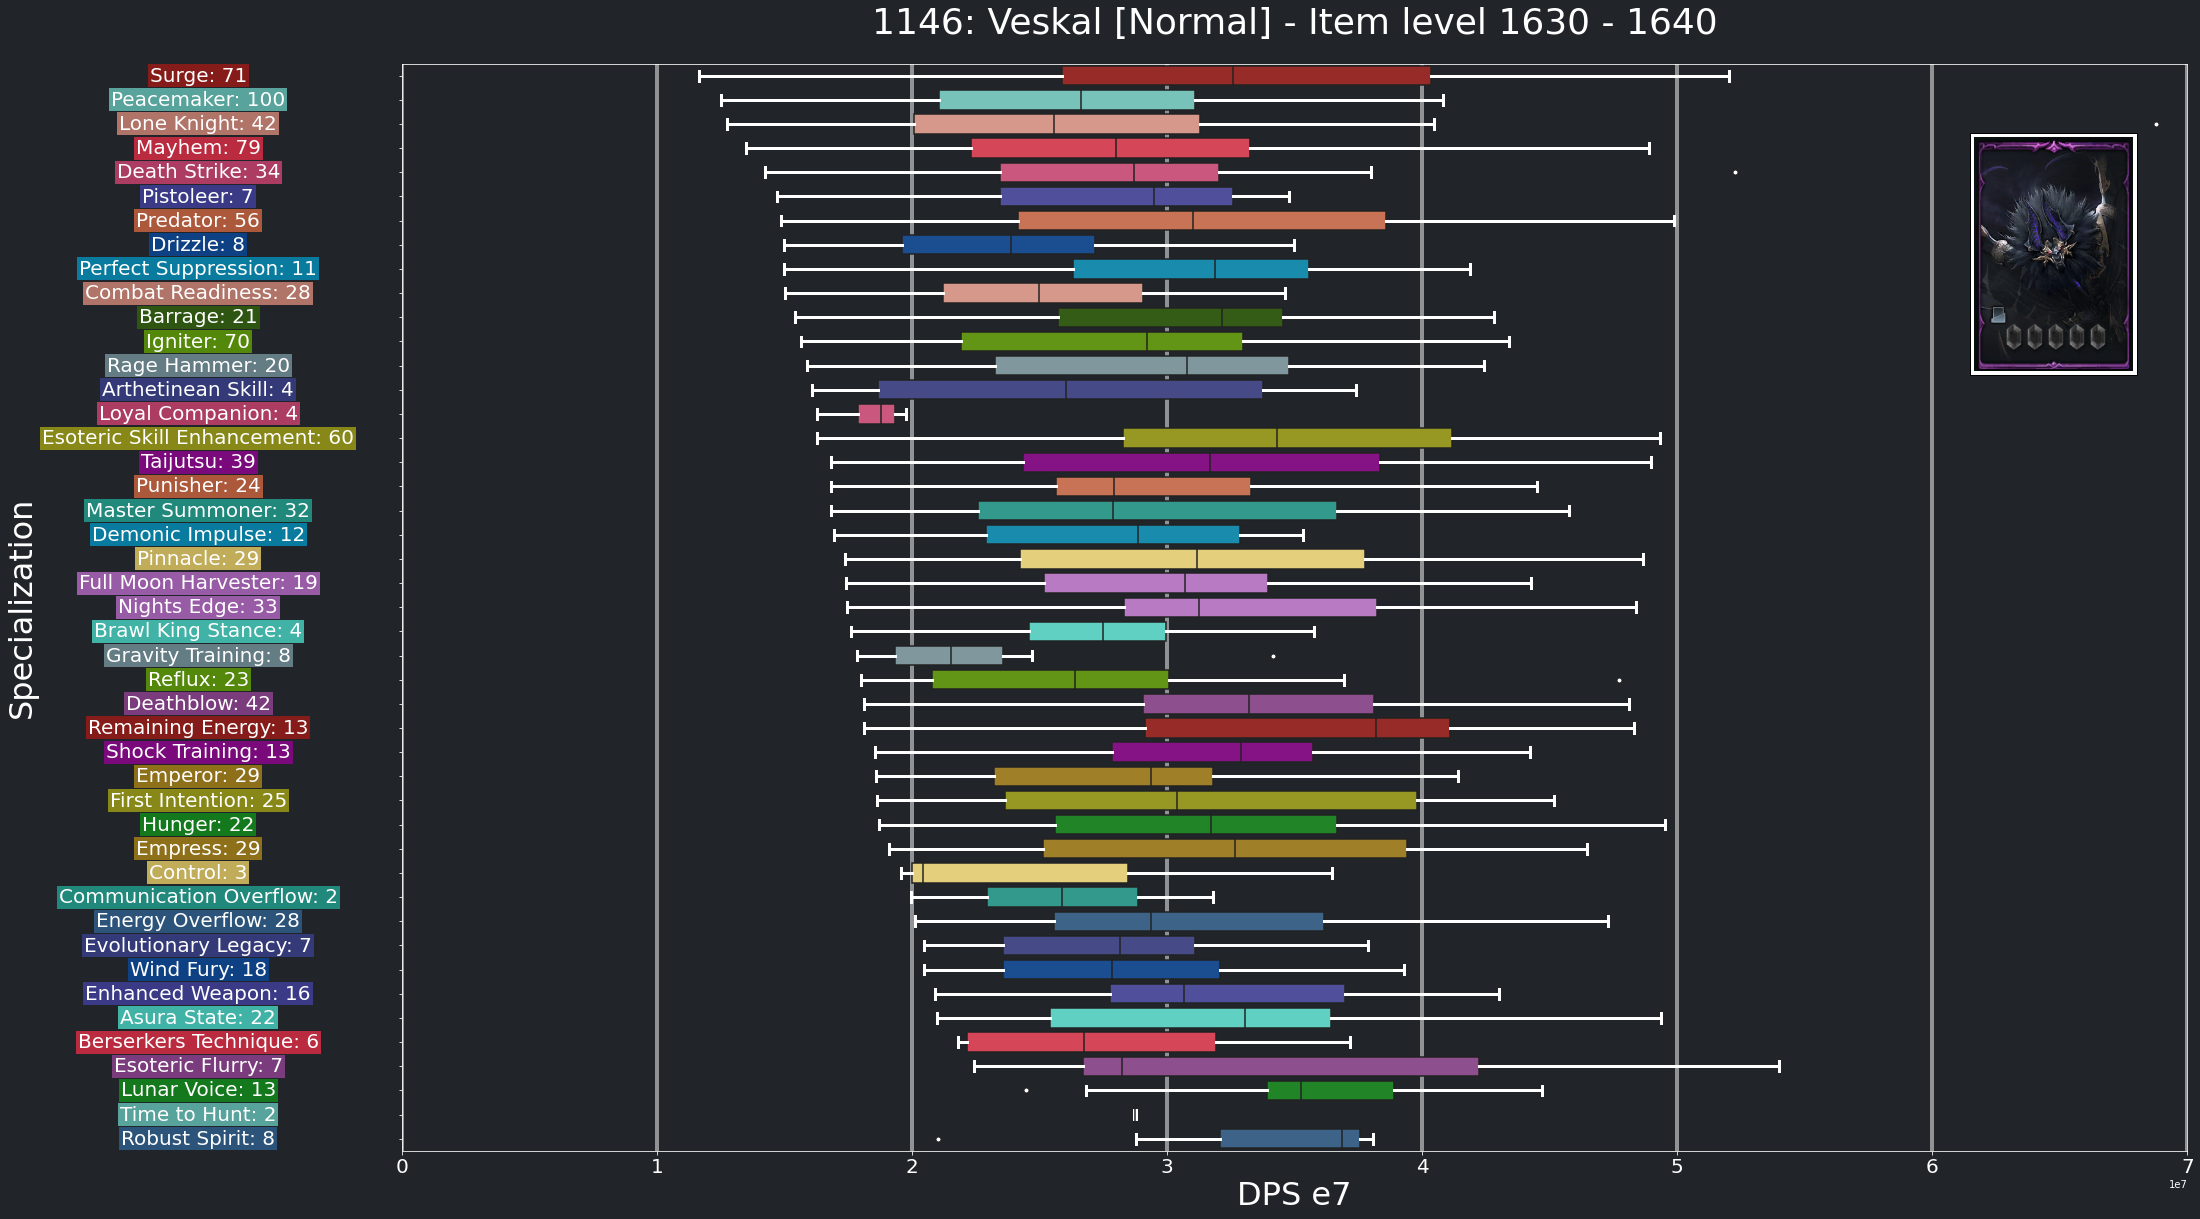 1146: Veskal [Normal] - Item level 1630 - 1640
Surge: 71
Peacemaker: 100
Lone Knight: 42
Mayhem: 79
Death Strike: 34
Pistoleer: 7
Predator: 56
Drizzle: 8
Perfect Suppression: 11
Combat Readiness: 28
Barrage: 21
Igniter: 70
Rage Hammer: 20
Arthetinean Skill: 4
Loyal Companion: 4
Esoteric Skill Enhancement: 60
Taijutsu: 39
Punisher: 24
Master Summoner: 32
Demonic Impulse: 12
Pinnacle: 29
Full Moon Harvester: 19
Nights Edge: 33
Brawl King Stance: 4
Gravity Training: 8
Reflux: 23
Deathblow: 42
Remaining Energy: 13
Shock Training: 13
Emperor: 29
First Intention: 25
Hunger: 22
Empress: 29
Control: 3
Communication Overflow: 2
Energy Overflow: 28
Evolutionary Legacy: 7
Wind Fury: 18
Enhanced Weapon: 16
Asura State: 22
Berserkers Technique: 6
Esoteric Flurry: 7
Lunar Voice: 13
Time to Hunt: 2
Robust Spirit: 8
Specialization
0 1 2 3 4 5 6 7
DPS e7
1e7